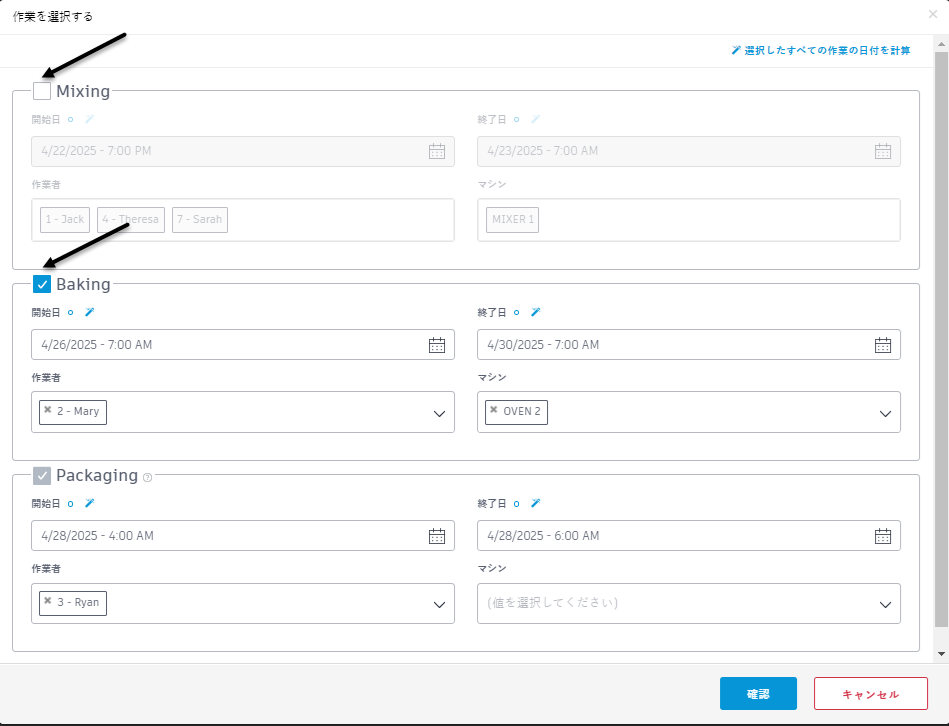 作業を選択する
選択したすべての作業の日付を計算
Mixing
開始日 終了日
4/22/2025 - 7:00 PM 4/23/2025 - 7:00 AM
作業者 マシン
1 - Jack 4 - Theresa 7 - Sarah MIXER 1
Baking
開始日 終了日
4/26/2025 - 7:00 AM 4/30/2025 - 7:00 AM
作業者 マシン
2 - Mary OVEN 2
Packaging
開始日 終了日
4/28/2025 - 4:00 AM 4/28/2025 - 6:00 AM
作業者 マシン
3 - Ryan (値を選択してください)
確認 キャンセル